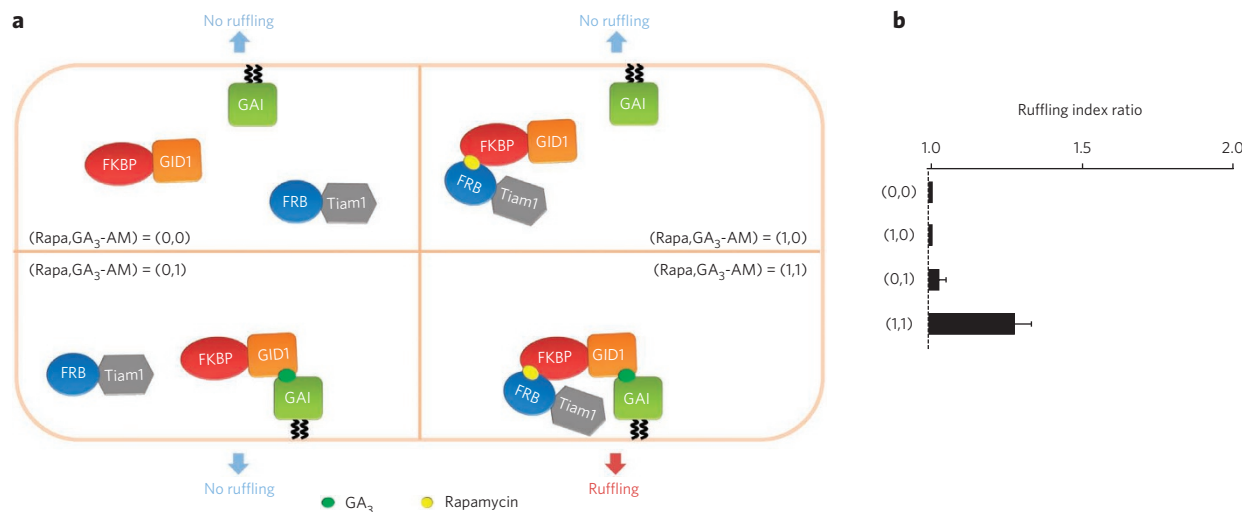 a
No ruffling
No ruffling
GAI
FKBP
GID1
FRB
Tiam1
(Rapa,GA3-AM) = (0,0)
GAI
FKBP
GID1
FRB
Tiam1
(Rapa,GA3-AM) = (1,0)
(Rapa,GA3-AM) = (0,1)
FRB
Tiam1
FKBP
GID1
GAI
(Rapa,GA3-AM) = (1,1)
FKBP
GID1
FRB
Tiam1
GAI
No ruffling
Ruffling
GA3
Rapamycin
b
Ruffling index ratio
1.0 1.5 2.0
(0,0)
(1,0)
(0,1)
(1,1)